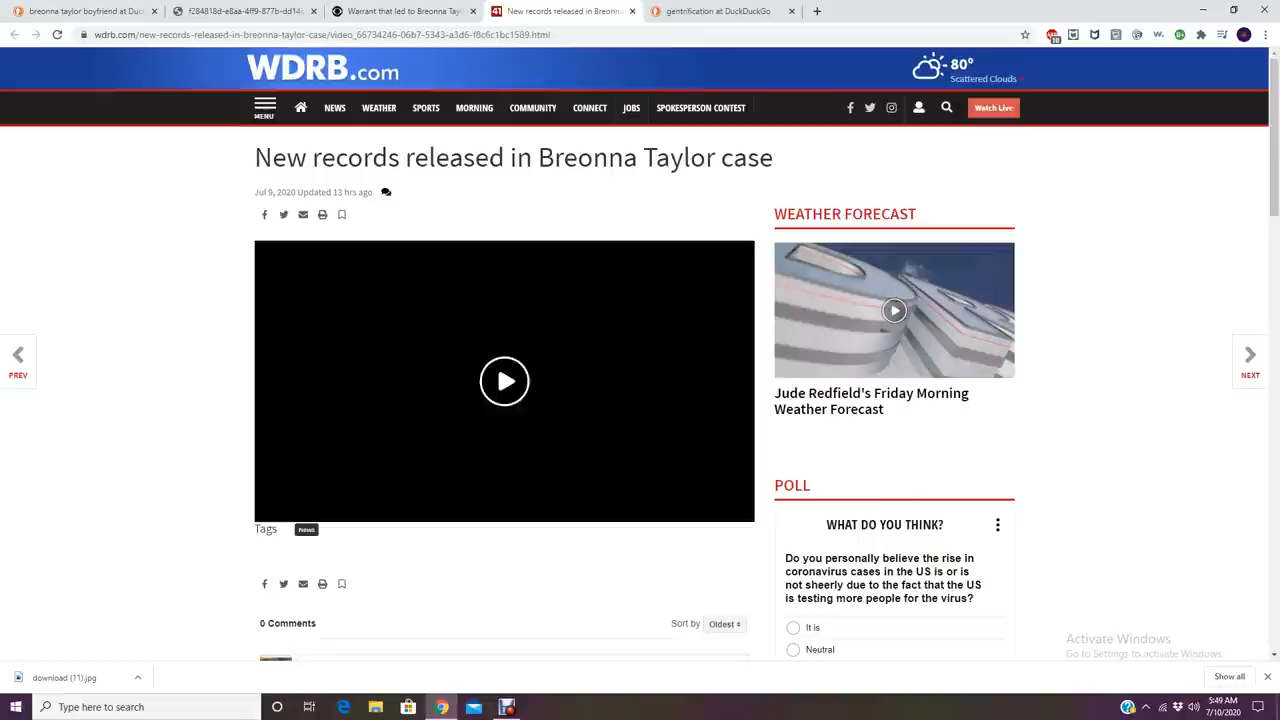 breonna taylor boyfriend at Duc
f284818d-e8aa-4ff9-877b-cc34e
Warrant that led to Breonna Tayl
41 New records released in Breonna
gentrification at DuckDuckGo
wdrb.com/new-records-released-in-breonna-taylor-case/video_66734246-06b7-5343-a3d6-f8c6c1bc1589.html
WDRB.com
80°
Scattered Clouds
MENU
NEWS WEATHER SPORTS MORNING COMMUNITY CONNECT JOBS SPOKESPERSON CONTEST Watch Live
New records released in Breonna Taylor case
Jul 9, 2020 Updated 13 hrs ago
WEATHER FORECAST
Jude Redfield's Friday Morning
Weather Forecast
PREV
NEXT
POLL
WHAT DO YOU THINK?
Do you personally believe the rise in
coronavirus cases in the US is or is
not sheerly due to the fact that the US
is testing more people for the virus?
It is
Neutral
Tags News
0 Comments
Sort by Oldest
Activate Windows
Go to Settings to activate Windows.
download (11).jpg
Show all
Type here to search
5:49 AM
7/10/2020